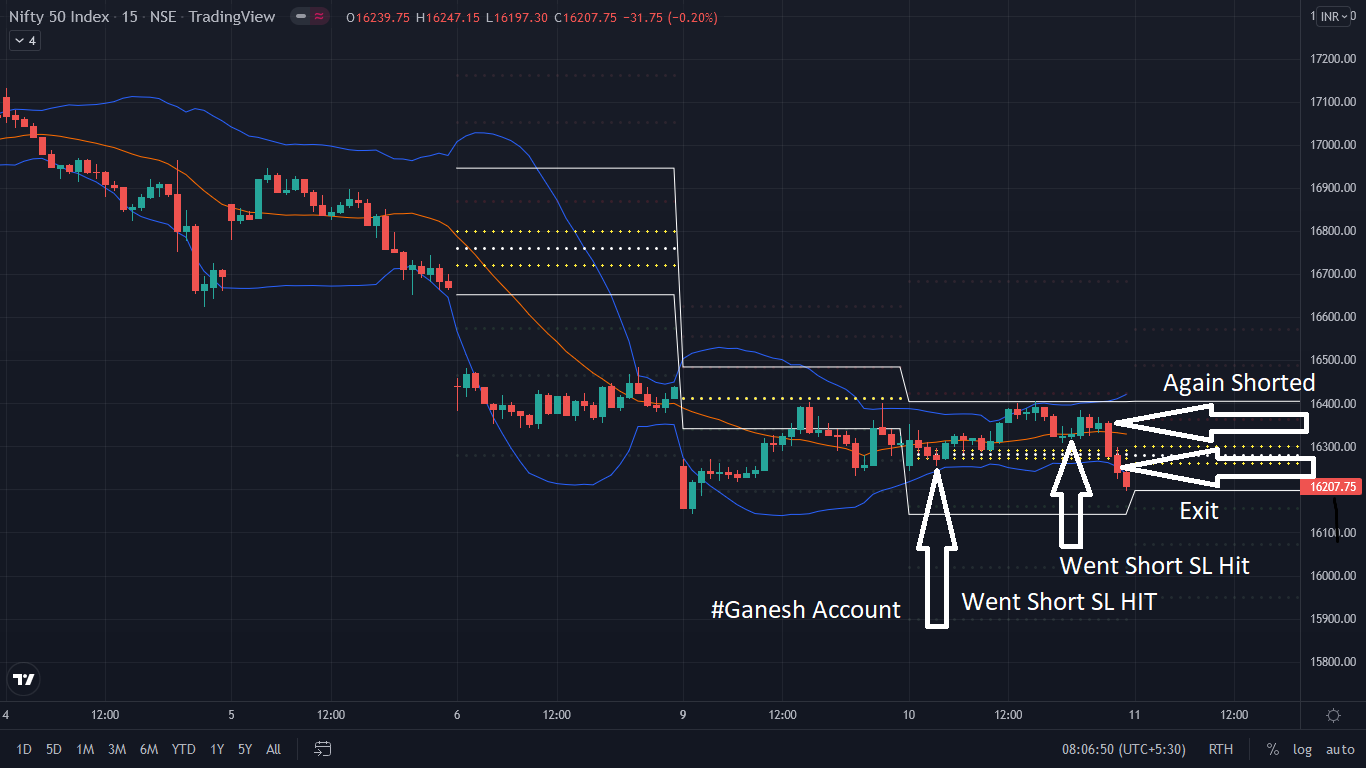 Nifty 50 Index · 15 · NSE · TradingView
O16239.75 H16247.15 L16197.30 C16207.75 −31.75 (−0.20%)
INR
4
17200.00
17100.00
17000.00
16900.00
16800.00
16700.00
16600.00
16500.00
16400.00
16300.00
16207.75
16100.00
16000.00
15900.00
15800.00
Again Shorted
Exit
Went Short SL Hit
Went Short SL HIT
#Ganesh Account
4 12:00 5 12:00 6 12:00 9 12:00 10 12:00 11 12:00
1D 5D 1M 3M 6M YTD 1Y 5Y All 08:06:50 (UTC+5:30) RTH % log auto